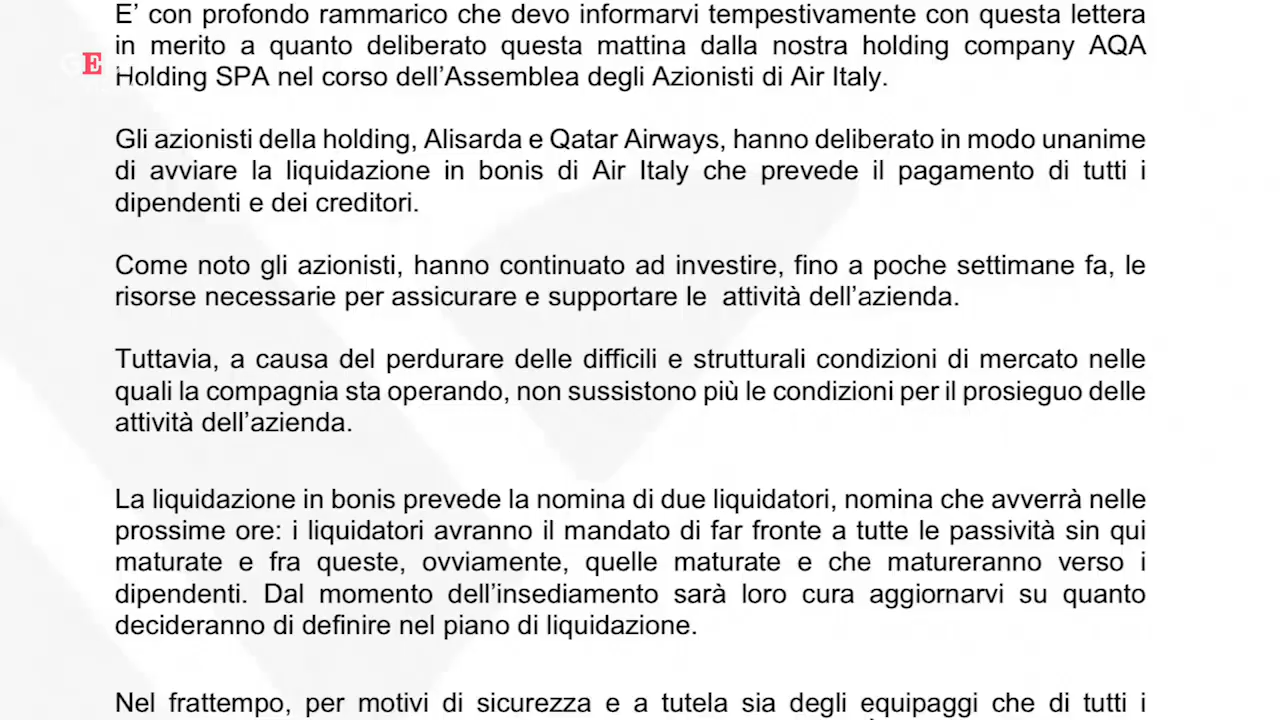 E’ con profondo rammarico che devo informarvi tempestivamente con questa lettera
in merito a quanto deliberato questa mattina dalla nostra holding company AQA
GE
Holding SPA nel corso dell’Assemblea degli Azionisti di Air Italy.
Gli azionisti della holding, Alisarda e Qatar Airways, hanno deliberato in modo unanime
di avviare la liquidazione in bonis di Air Italy che prevede il pagamento di tutti i
dipendenti e dei creditori.
Come noto gli azionisti, hanno continuato ad investire, fino a poche settimane fa, le
risorse necessarie per assicurare e supportare le  attività dell’azienda.
Tuttavia, a causa del perdurare delle difficili e strutturali condizioni di mercato nelle
quali la compagnia sta operando, non sussistono più le condizioni per il prosieguo delle
attività dell’azienda.
La liquidazione in bonis prevede la nomina di due liquidatori, nomina che avverrà nelle
prossime ore: i liquidatori avranno il mandato di far fronte a tutte le passività sin qui
maturate e fra queste, ovviamente, quelle maturate e che matureranno verso i
dipendenti. Dal momento dell’insediamento sarà loro cura aggiornarvi su quanto
decideranno di definire nel piano di liquidazione.
Nel frattempo, per motivi di sicurezza e a tutela sia degli equipaggi che di tutti i